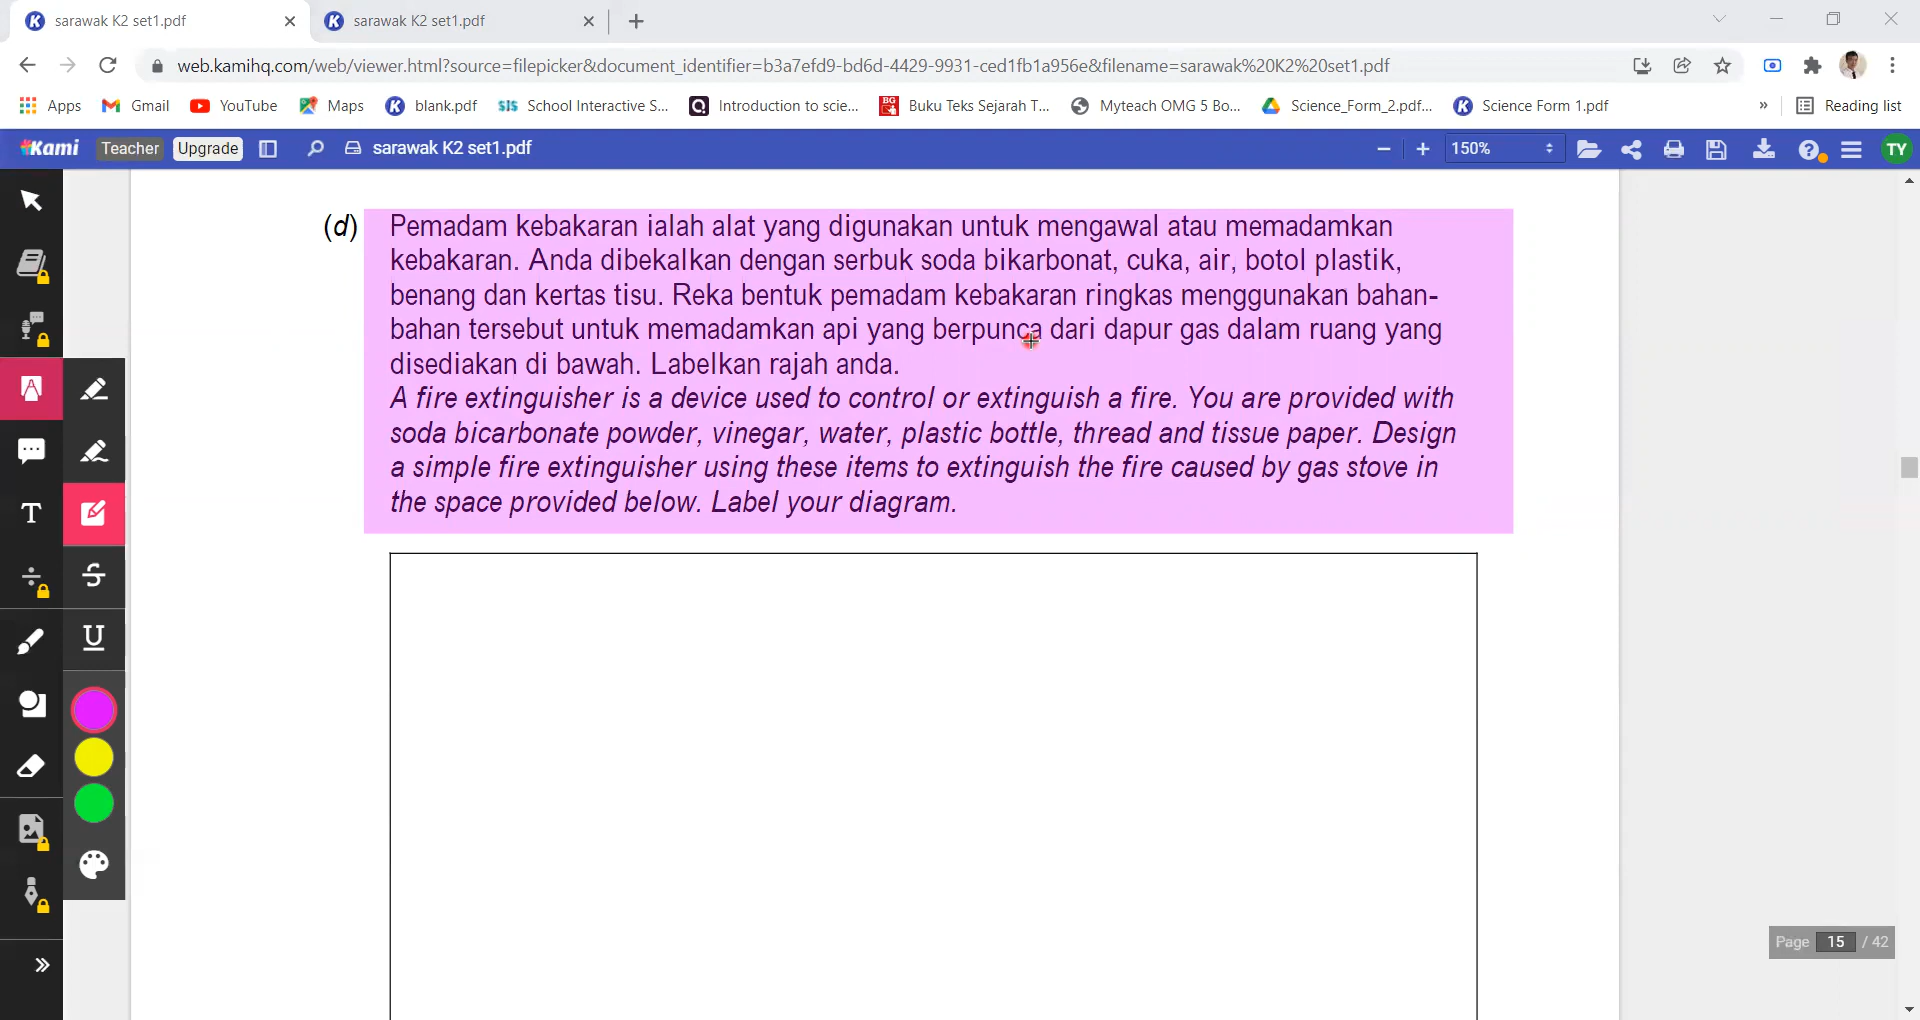 sarawak K2 set1.pdf
sarawak K2 set1.pdf
web.kamihq.com/web/viewer.html?source=filepicker&document_identifier=b3a7efd9-bd6d-4429-9931-ced1fb1a956e&filename=sarawak%20K2%20set1.pdf
Apps Gmail YouTube Maps blank.pdf SIS School Interactive S... Introduction to scie... BG Buku Teks Sejarah T... Myteach OMG 5 Bo... Science_Form_2.pdf... Science Form 1.pdf » Reading list
Kami Teacher Upgrade sarawak K2 set1.pdf 150% TY
(d) Pemadam kebakaran ialah alat yang digunakan untuk mengawal atau memadamkan
kebakaran. Anda dibekalkan dengan serbuk soda bikarbonat, cuka, air, botol plastik,
benang dan kertas tisu. Reka bentuk pemadam kebakaran ringkas menggunakan bahan-
bahan tersebut untuk memadamkan api yang berpunca dari dapur gas dalam ruang yang
disediakan di bawah. Labelkan rajah anda.
A fire extinguisher is a device used to control or extinguish a fire. You are provided with
soda bicarbonate powder, vinegar, water, plastic bottle, thread and tissue paper. Design
a simple fire extinguisher using these items to extinguish the fire caused by gas stove in
the space provided below. Label your diagram.
Page 15 / 42